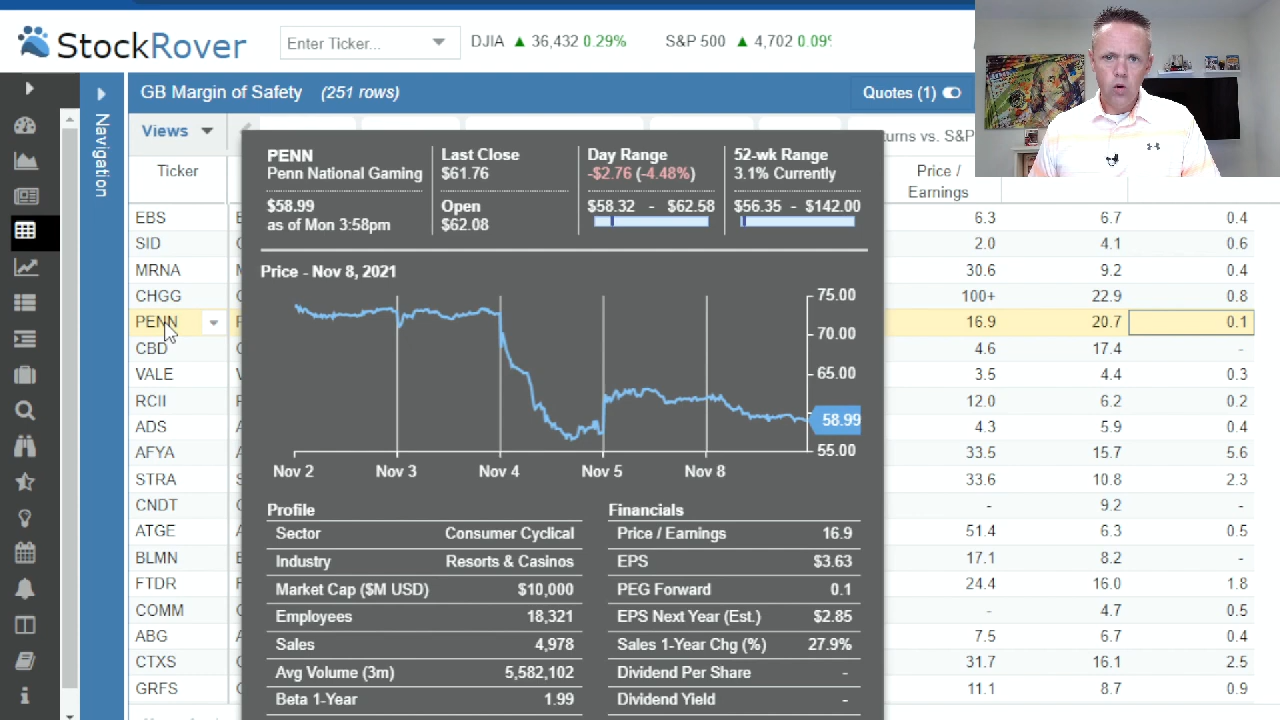 StockRover
Enter Ticker...
DJIA ▲ 36,432 0.29%
S&P 500 ▲ 4,702 0.09%
GB Margin of Safety (251 rows)
Quotes (1)
Navigation
Views
urns vs. S&P
Ticker
Price /
Earnings
EBS 6.3 6.7 0.4
SID 2.0 4.1 0.6
MRNA 30.6 9.2 0.4
CHGG 100+ 22.9 0.8
PENN 16.9 20.7 0.1
CBD 4.6 17.4 -
VALE 3.5 4.4 0.3
RCII 12.0 6.2 0.2
ADS 4.3 5.9 0.4
AFYA 33.5 15.7 5.6
STRA 33.6 10.8 2.3
CNDT - 9.2 -
ATGE 51.4 6.3 0.5
BLMN 17.1 8.2 -
FTDR 24.4 16.0 1.8
COMM - 4.7 0.5
ABG 7.5 6.7 0.4
CTXS 31.7 16.1 2.5
GRFS 11.1 8.7 0.9
PENN
Penn National Gaming
$58.99
as of Mon 3:58pm
Last Close
$61.76
Open
$62.08
Day Range
-$2.76 (-4.48%)
$58.32 - $62.58
52-wk Range
3.1% Currently
$56.35 - $142.00
Price - Nov 8, 2021
75.00
70.00
65.00
58.99
55.00
Nov 2 Nov 3 Nov 4 Nov 5 Nov 8
Profile
Sector Consumer Cyclical
Industry Resorts & Casinos
Market Cap ($M USD) $10,000
Employees 18,321
Sales 4,978
Avg Volume (3m) 5,582,102
Beta 1-Year 1.99
Financials
Price / Earnings 16.9
EPS $3.63
PEG Forward 0.1
EPS Next Year (Est.) $2.85
Sales 1-Year Chg (%) 27.9%
Dividend Per Share -
Dividend Yield -